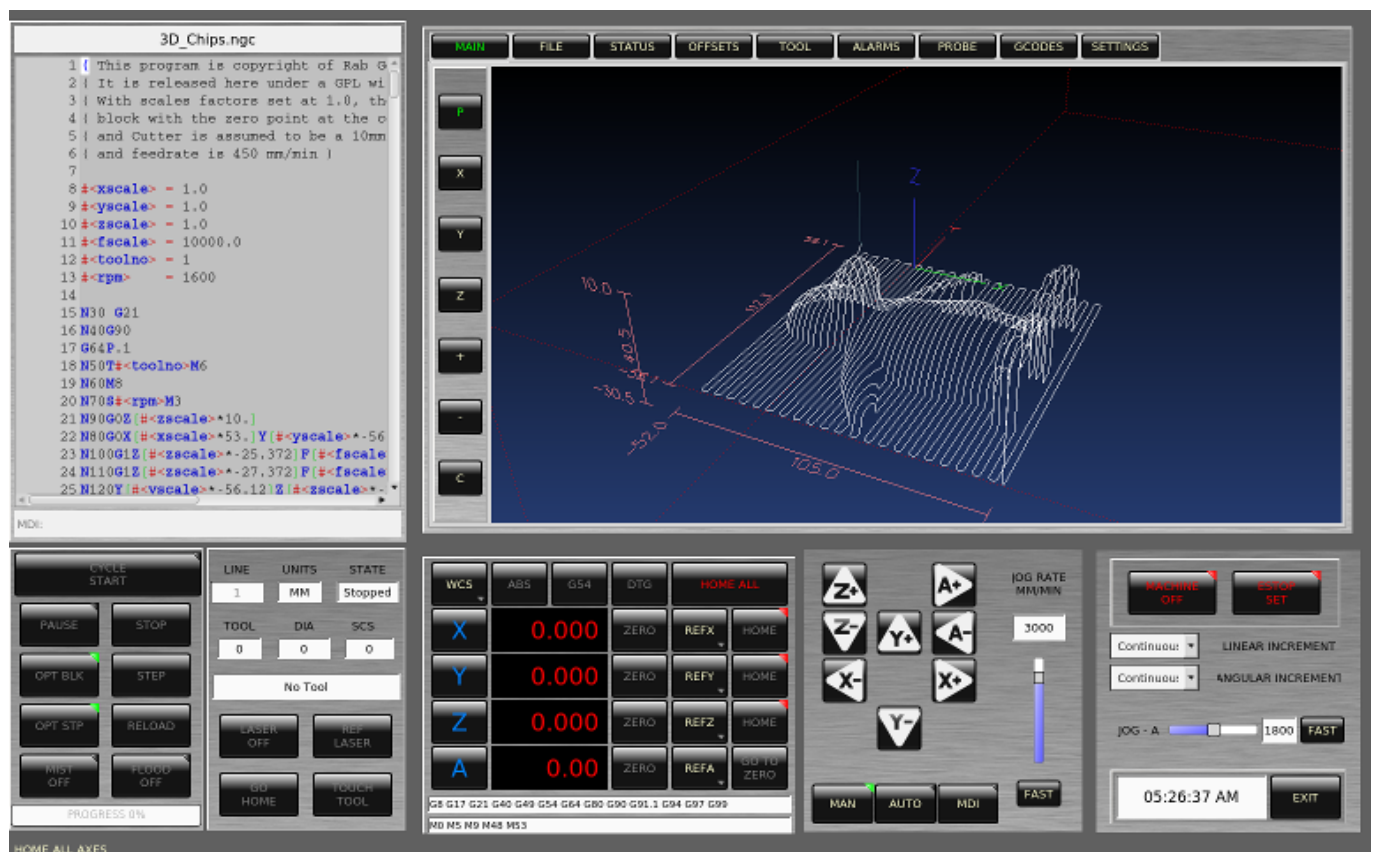 3D_Chips.ngc
1 ( This program is copyright of Rab G
2 ( It is released here under a GPL wi
3 ( With scales factors set at 1.0, th
4 ( block with the zero point at the c
5 ( and Cutter is assumed to be a 10mm
6 ( and feedrate is 450 mm/min )
7
8 #<xscale> = 1.0
9 #<yscale> = 1.0
10 #<zscale> = 1.0
11 #<fscale> = 10000.0
12 #<toolno> = 1
13 #<rpm> = 1600
14
15 N30 G21
16 N40G90
17 G64P.1
18 N50T#<toolno>M6
19 N60M8
20 N70S#<rpm>M3
21 N90G0Z[#<zscale>*10.]
22 N80G0X[#<xscale>*53.]Y[#<yscale>*-56
23 N100G1Z[#<zscale>*-25.372]F[#<fscale
24 N110G1Z[#<zscale>*-27.372]F[#<fscale
25 N120Y[#<yscale>*-56.12]Z[#<zscale>*-
MDI:
MAIN FILE STATUS OFFSETS TOOL ALARMS PROBE GCODES SETTINGS
P
X
Y
Z
+
-
C
Z
Y
10.0
40.5
-30.5
-52.0
105.0
CYCLE
START
PAUSE STOP
OPT BLK STEP
OPT STP RELOAD
MIST
OFF
FLOOD
OFF
PROGRESS 0%
LINE UNITS STATE
1 MM Stopped
TOOL DIA SCS
0 0 0
No Tool
LASER
OFF
REF
LASER
GO
HOME
TOUCH
TOOL
WCS ABS G54 DTG HOME ALL
X 0.000 ZERO REFX HOME
Y 0.000 ZERO REFY HOME
Z 0.000 ZERO REFZ HOME
A 0.00 ZERO REFA GO TO
ZERO
G8 G17 G21 G40 G49 G54 G64 G80 G90 G91.1 G94 G97 G99
M0 M5 M9 M48 M53
Z+ A+
Z- Y+ A-
X- X+
Y-
JOG RATE
MM/MIN
3000
FAST
MAN AUTO MDI
MACHINE
OFF
ESTOP
SET
Continuou: LINEAR INCREMENT
Continuou: ANGULAR INCREMENT
JOG - A 1800 FAST
05:26:37 AM EXIT
HOME ALL AXES